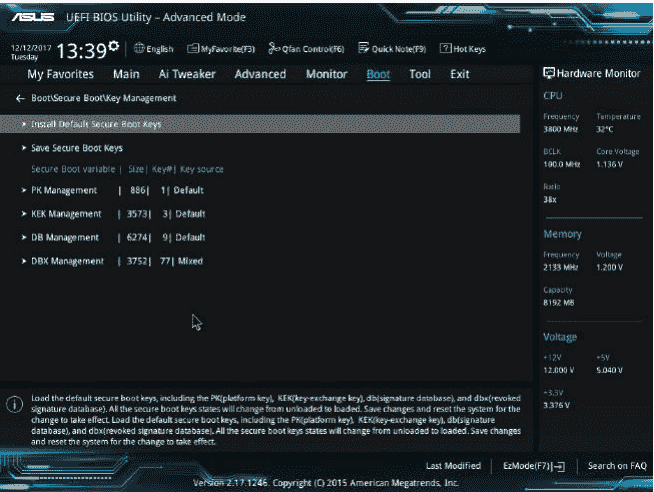 ASUS UEFI BIOS Utility – Advanced Mode
12/12/2017
Tuesday
13:39
English
MyFavorite(F3)
Qfan Control(F6)
Quick Note(F9)
Hot Keys
My Favorites
Main
Ai Tweaker
Advanced
Monitor
Boot
Tool
Exit
Boot\Secure Boot\Key Management
Install Default Secure Boot Keys
Save Secure Boot Keys
Secure Boot variable | Size| Key#| Key source
PK Management | 886| 1| Default
KEK Management | 3573| 3| Default
DB Management | 6274| 9| Default
DBX Management | 3752| 77| Mixed
Load the default secure boot keys, including the PK(platform key), KEK(key-exchange key), db(signature database), and dbx(revoked
signature database). All the secure boot keys states will change from unloaded to loaded. Save changes and reset the system for the
change to take effect. Load the default secure boot keys, including the PK(platform key), KEK(key-exchange key), db(signature
database), and dbx(revoked signature database). All the secure boot keys states will change from unloaded to loaded. Save changes
and reset the system for the change to take effect.
Hardware Monitor
CPU
Frequency Temperature
3800 MHz 32°C
BCLK Core Voltage
100.0 MHz 1.136 V
Ratio
38x
Memory
Frequency Voltage
2133 MHz 1.200 V
Capacity
8192 MB
Voltage
+12V +5V
12.000 V 5.040 V
+3.3V
3.376 V
Last Modified
EzMode(F7)
Search on FAQ
Version 2.17.1246. Copyright (C) 2015 American Megatrends, Inc.